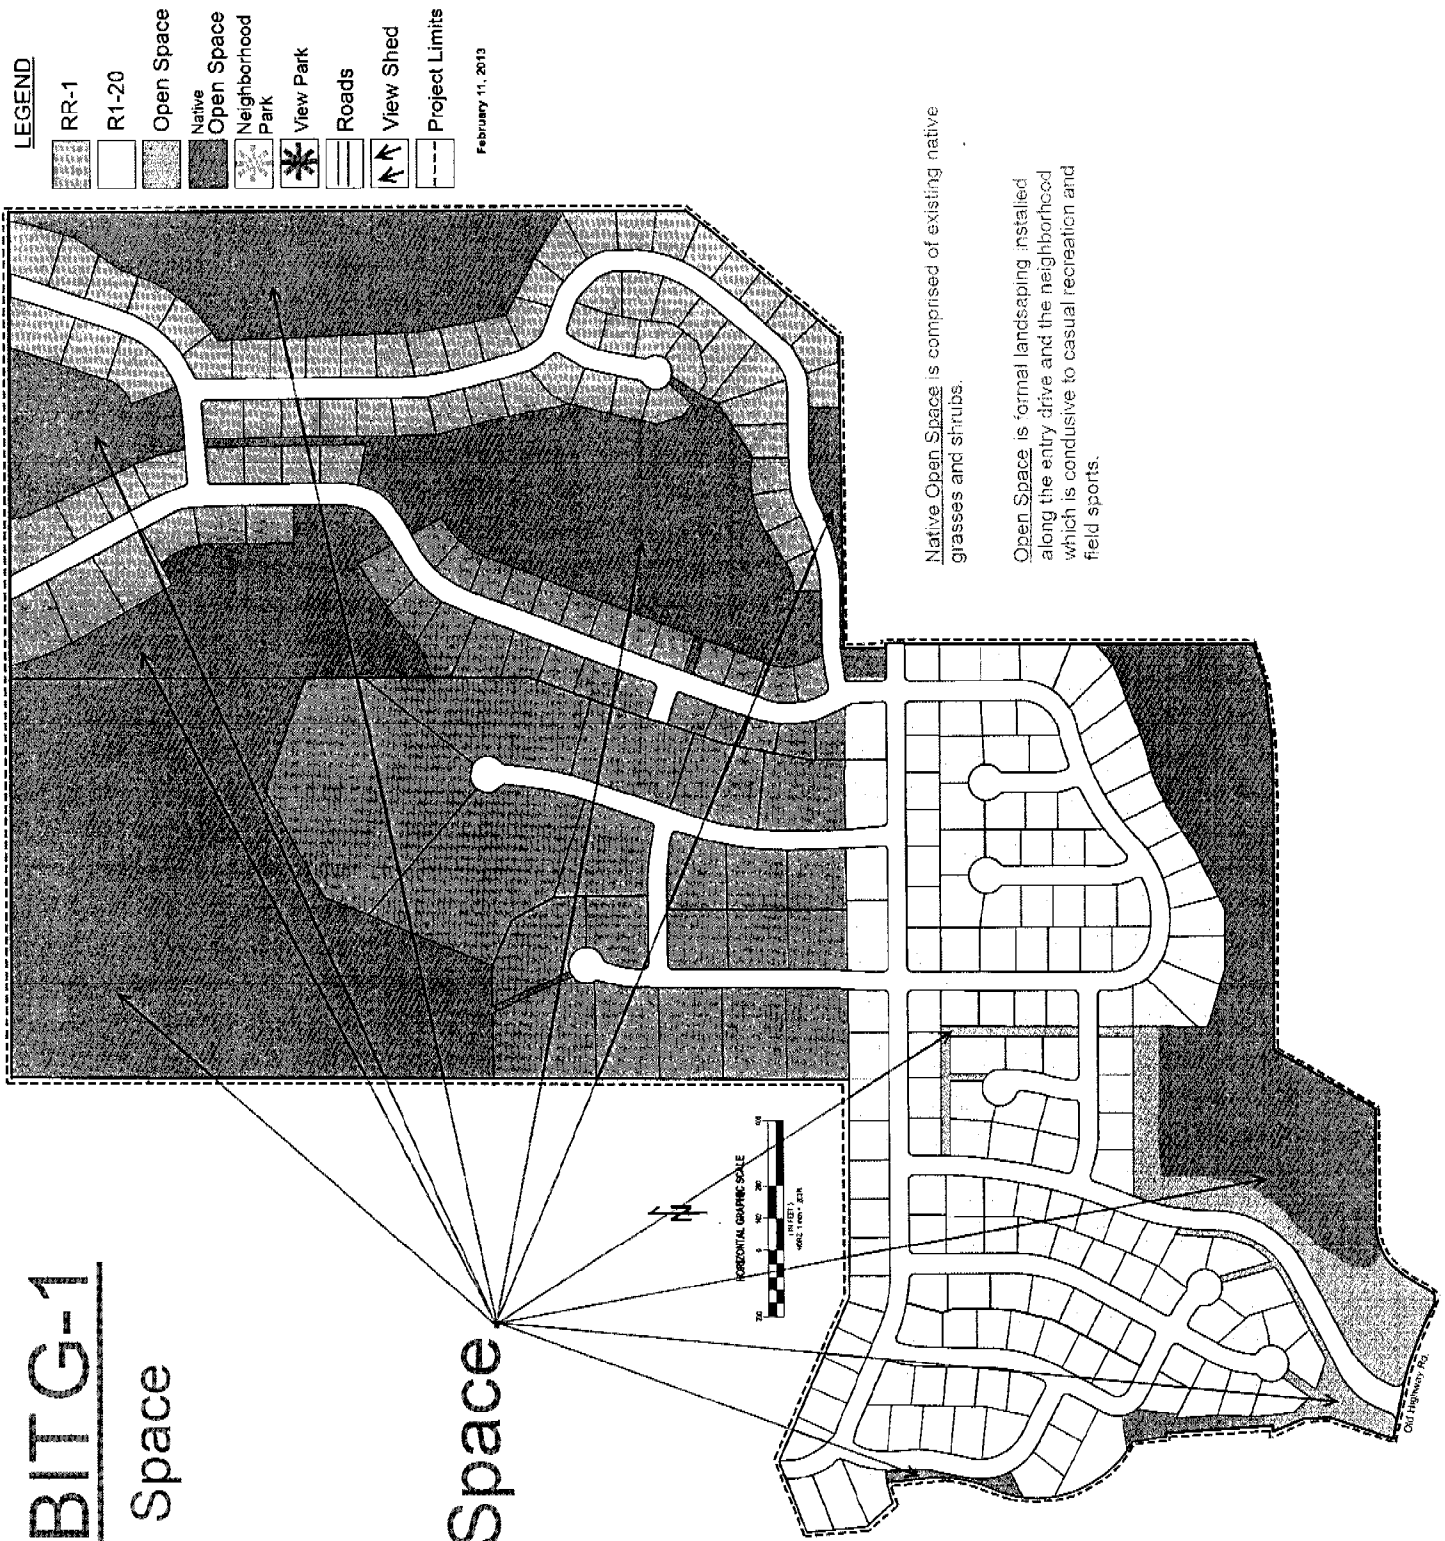 BIT G-1
Space
Space
LEGEND
RR-1
R1-20
Open Space
Native
Open Space
Neighborhood
Park
View Park
Roads
View Shed
Project Limits
February 11, 2013
Native Open Space is comprised of existing native
grasses and shrubs.
Open Space is formal landsaping installed
along the entry drive and the neighborhood
which is condusive to casual recreation and
field sports.
N
HORIZONTAL GRAPHIC SCALE
( IN FEET )
Old Highway Rd.